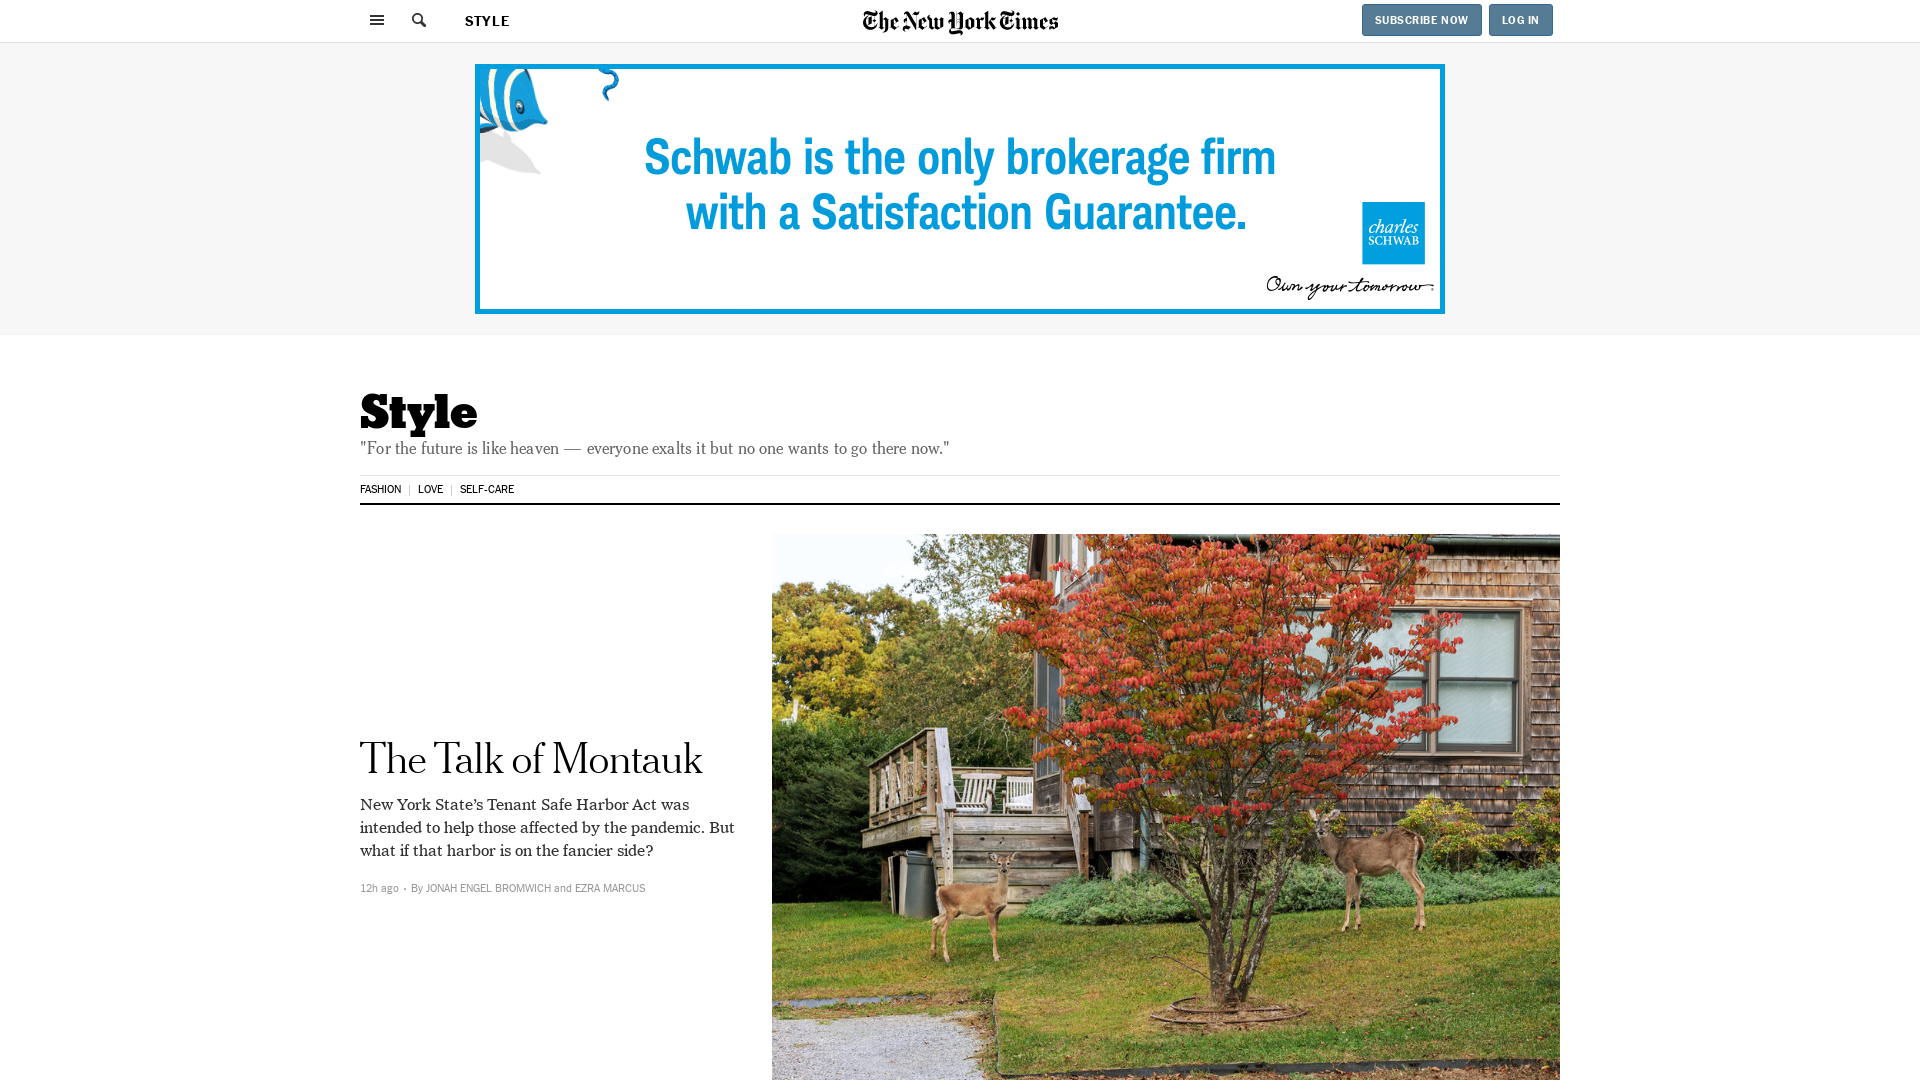 STYLE
The New York Times
SUBSCRIBE NOW
LOG IN
Schwab is the only brokerage firm
with a Satisfaction Guarantee.
charles
SCHWAB
Own your tomorrow.
Style
"For the future is like heaven — everyone exalts it but no one wants to go there now."
FASHION
LOVE
SELF-CARE
The Talk of Montauk
New York State’s Tenant Safe Harbor Act was
intended to help those affected by the pandemic. But
what if that harbor is on the fancier side?
12h ago • By JONAH ENGEL BROMWICH and EZRA MARCUS